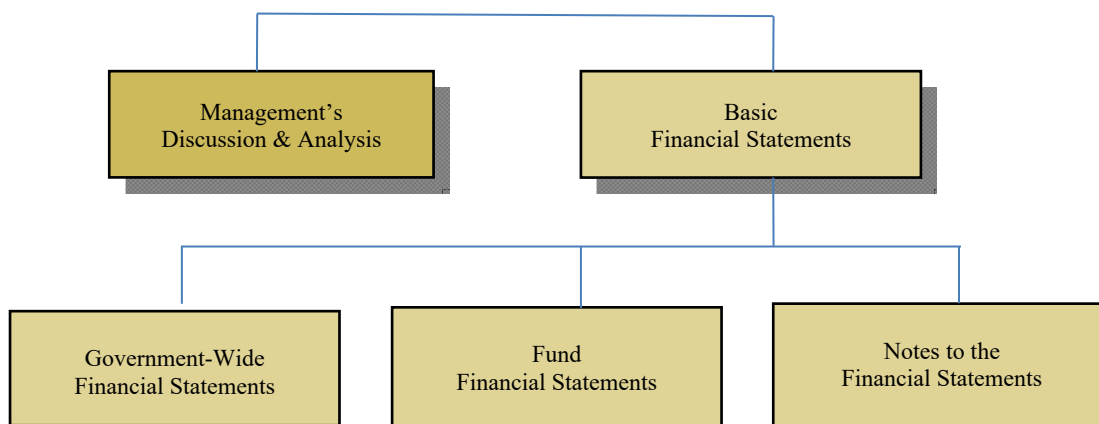 Management’s
Discussion & Analysis
Basic
Financial Statements
Government-Wide
Financial Statements
Fund
Financial Statements
Notes to the
Financial Statements